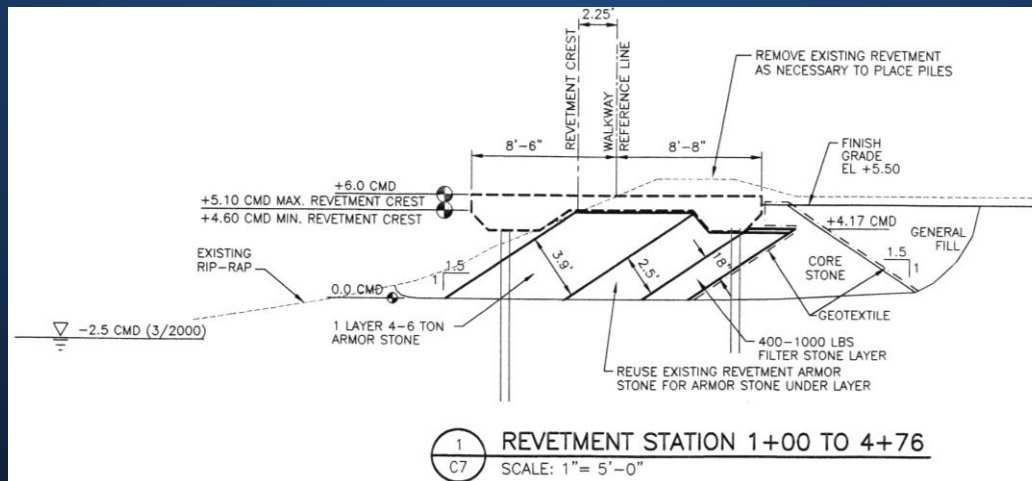 2.25'
REVETMENT CREST
WALKWAY
REFERENCE LINE
REMOVE EXISTING REVETMENT
AS NECESSARY TO PLACE PILES
8'-6"
8'-8"
FINISH
GRADE
EL +5.50
+6.0 CMD
+5.10 CMD MAX. REVETMENT CREST
+4.60 CMD MIN. REVETMENT CREST
+4.17 CMD
GENERAL
FILL
EXISTING
RIP-RAP
1.5
1
3.9'
2.5'
18"
CORE
STONE
1.5
1
0.0 CMD
GEOTEXTILE
-2.5 CMD (3/2000)
1 LAYER 4-6 TON
ARMOR STONE
400-1000 LBS
FILTER STONE LAYER
REUSE EXISTING REVETMENT ARMOR
STONE FOR ARMOR STONE UNDER LAYER
1
C7
REVETMENT STATION 1+00 TO 4+76
SCALE: 1"= 5'-0"